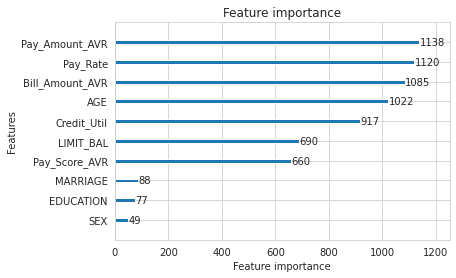 Feature importance
Pay_Amount_AVR 1138
Pay_Rate 1120
Bill_Amount_AVR 1085
AGE 1022
Credit_Util 917
LIMIT_BAL 690
Pay_Score_AVR 660
MARRIAGE 88
EDUCATION 77
SEX 49
Features
0 200 400 600 800 1000 1200
Feature importance